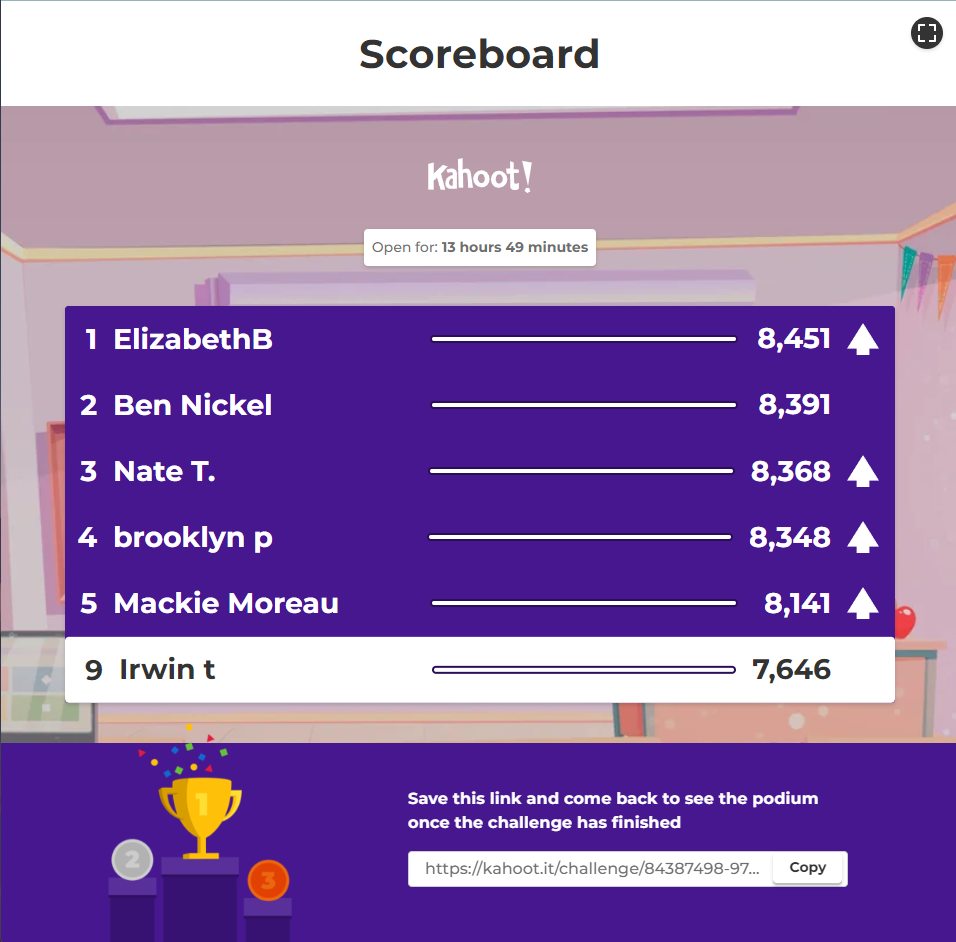 Scoreboard
Kahoot!
Open for: 13 hours 49 minutes
1 ElizabethB 8,451
2 Ben Nickel 8,391
3 Nate T. 8,368
4 brooklyn p 8,348
5 Mackie Moreau 8,141
9 Irwin t 7,646
1
2
3
Save this link and come back to see the podium
once the challenge has finished
https://kahoot.it/challenge/84387498-97... Copy